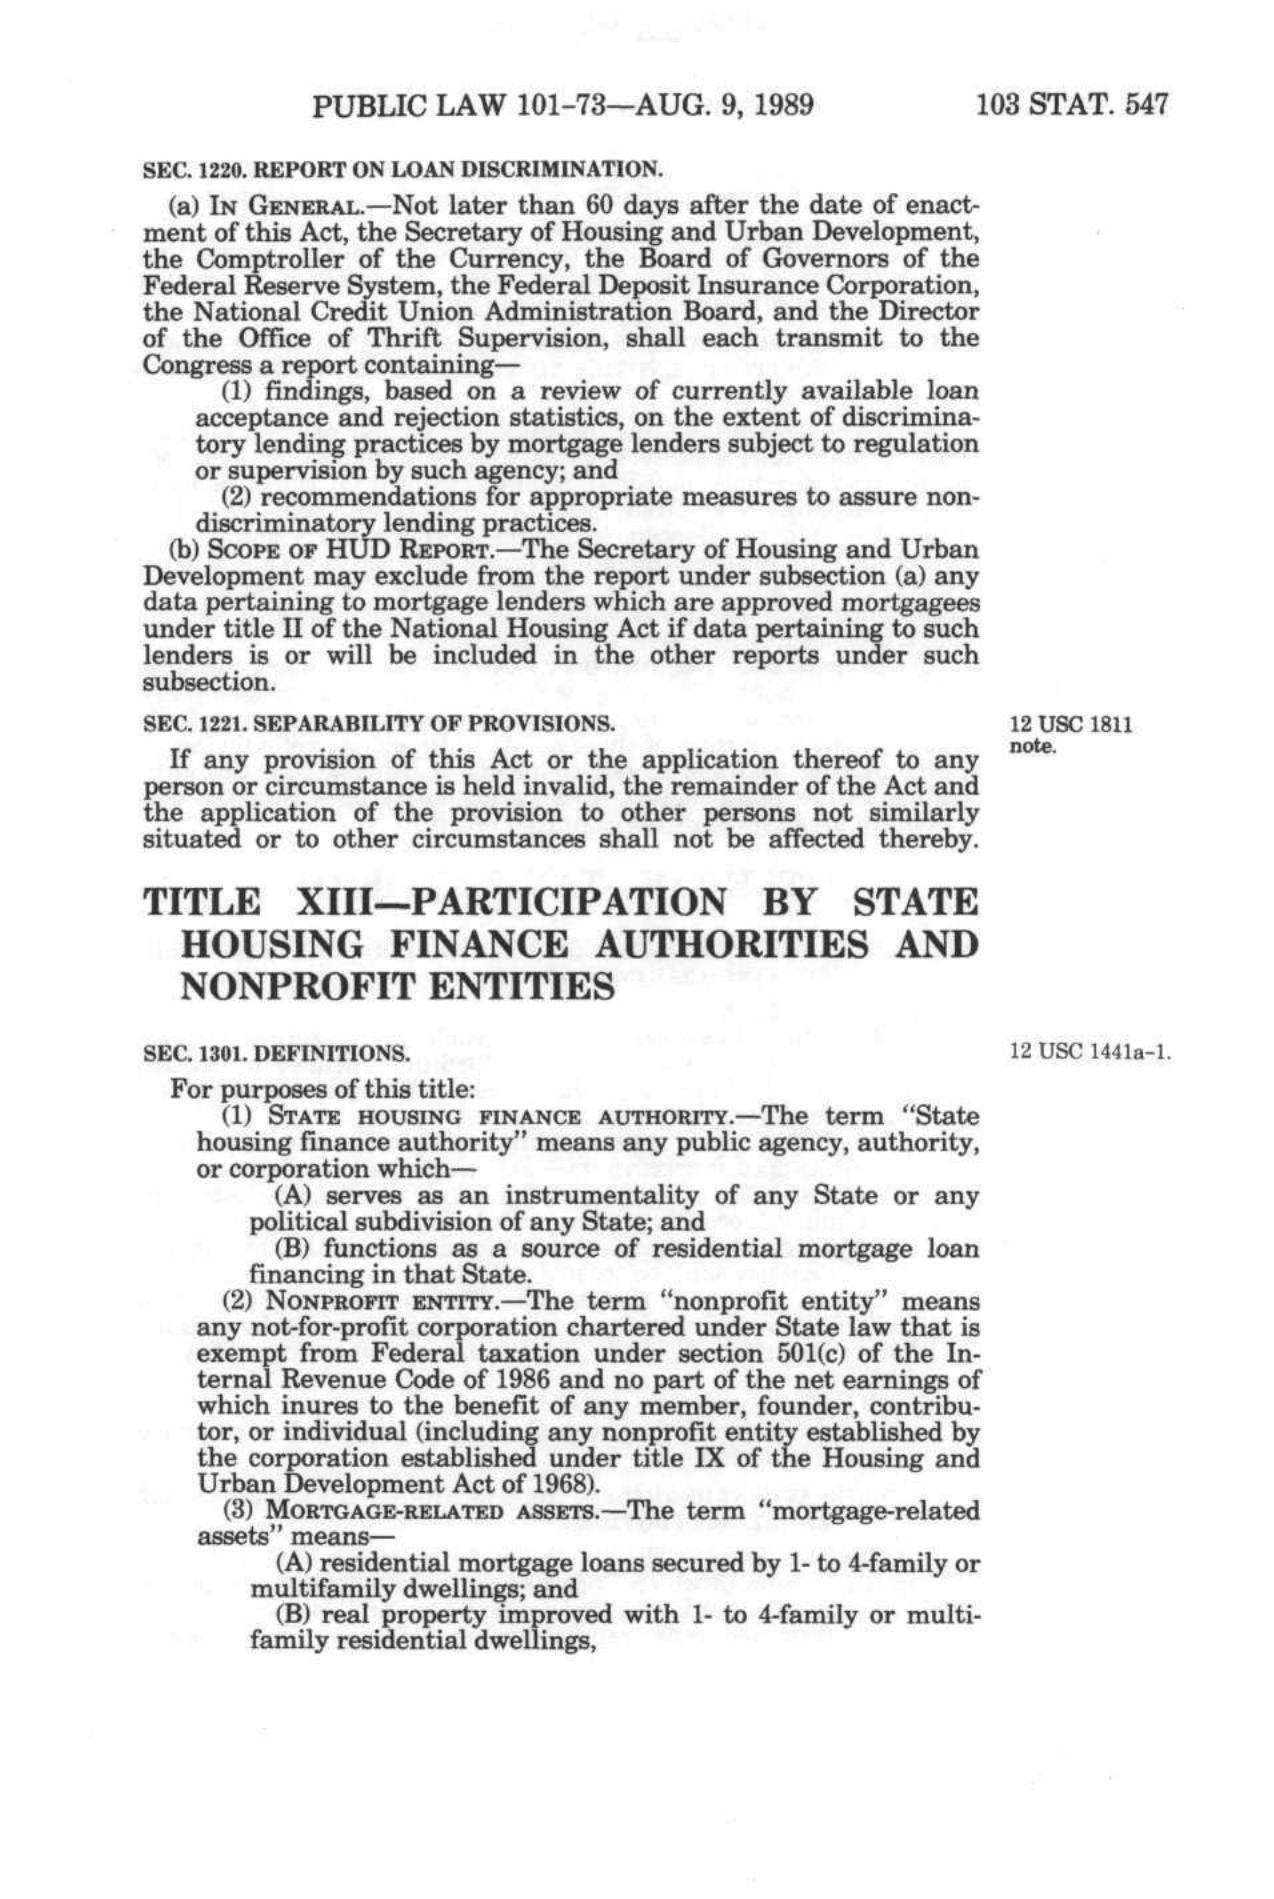 PUBLIC LAW 101-73—AUG. 9, 1989 103 STAT. 547
SEC. 1220. REPORT ON LOAN DISCRIMINATION.
(a) IN GENERAL.—Not later than 60 days after the date of enact-
ment of this Act, the Secretary of Housing and Urban Development,
the Comptroller of the Currency, the Board of Governors of the
Federal Reserve System, the Federal Deposit Insurance Corporation,
the National Credit Union Administration Board, and the Director
of the Office of Thrift Supervision, shall each transmit to the
Congress a report containing—
(1) findings, based on a review of currently available loan
acceptance and rejection statistics, on the extent of discrimina-
tory lending practices by mortgage lenders subject to regulation
or supervision by such agency; and
(2) recommendations for appropriate measures to assure non-
discriminatory lending practices.
(b) SCOPE OF HUD REPORT.—The Secretary of Housing and Urban
Development may exclude from the report under subsection (a) any
data pertaining to mortgage lenders which are approved mortgagees
under title II of the National Housing Act if data pertaining to such
lenders is or will be included in the other reports under such
subsection.
SEC. 1221. SEPARABILITY OF PROVISIONS.
12 USC 1811
note.
If any provision of this Act or the application thereof to any
person or circumstance is held invalid, the remainder of the Act and
the application of the provision to other persons not similarly
situated or to other circumstances shall not be affected thereby.
TITLE XIII—PARTICIPATION BY STATE
HOUSING FINANCE AUTHORITIES AND
NONPROFIT ENTITIES
SEC. 1301. DEFINITIONS.
12 USC 1441a-1.
For purposes of this title:
(1) STATE HOUSING FINANCE AUTHORITY.—The term "State
housing finance authority" means any public agency, authority,
or corporation which—
(A) serves as an instrumentality of any State or any
political subdivision of any State; and
(B) functions as a source of residential mortgage loan
financing in that State.
(2) NONPROFIT ENTITY.—The term "nonprofit entity" means
any not-for-profit corporation chartered under State law that is
exempt from Federal taxation under section 501(c) of the In-
ternal Revenue Code of 1986 and no part of the net earnings of
which inures to the benefit of any member, founder, contribu-
tor, or individual (including any nonprofit entity established by
the corporation established under title IX of the Housing and
Urban Development Act of 1968).
(3) MORTGAGE-RELATED ASSETS.—The term "mortgage-related
assets" means—
(A) residential mortgage loans secured by 1- to 4-family or
multifamily dwellings; and
(B) real property improved with 1- to 4-family or multi-
family residential dwellings,